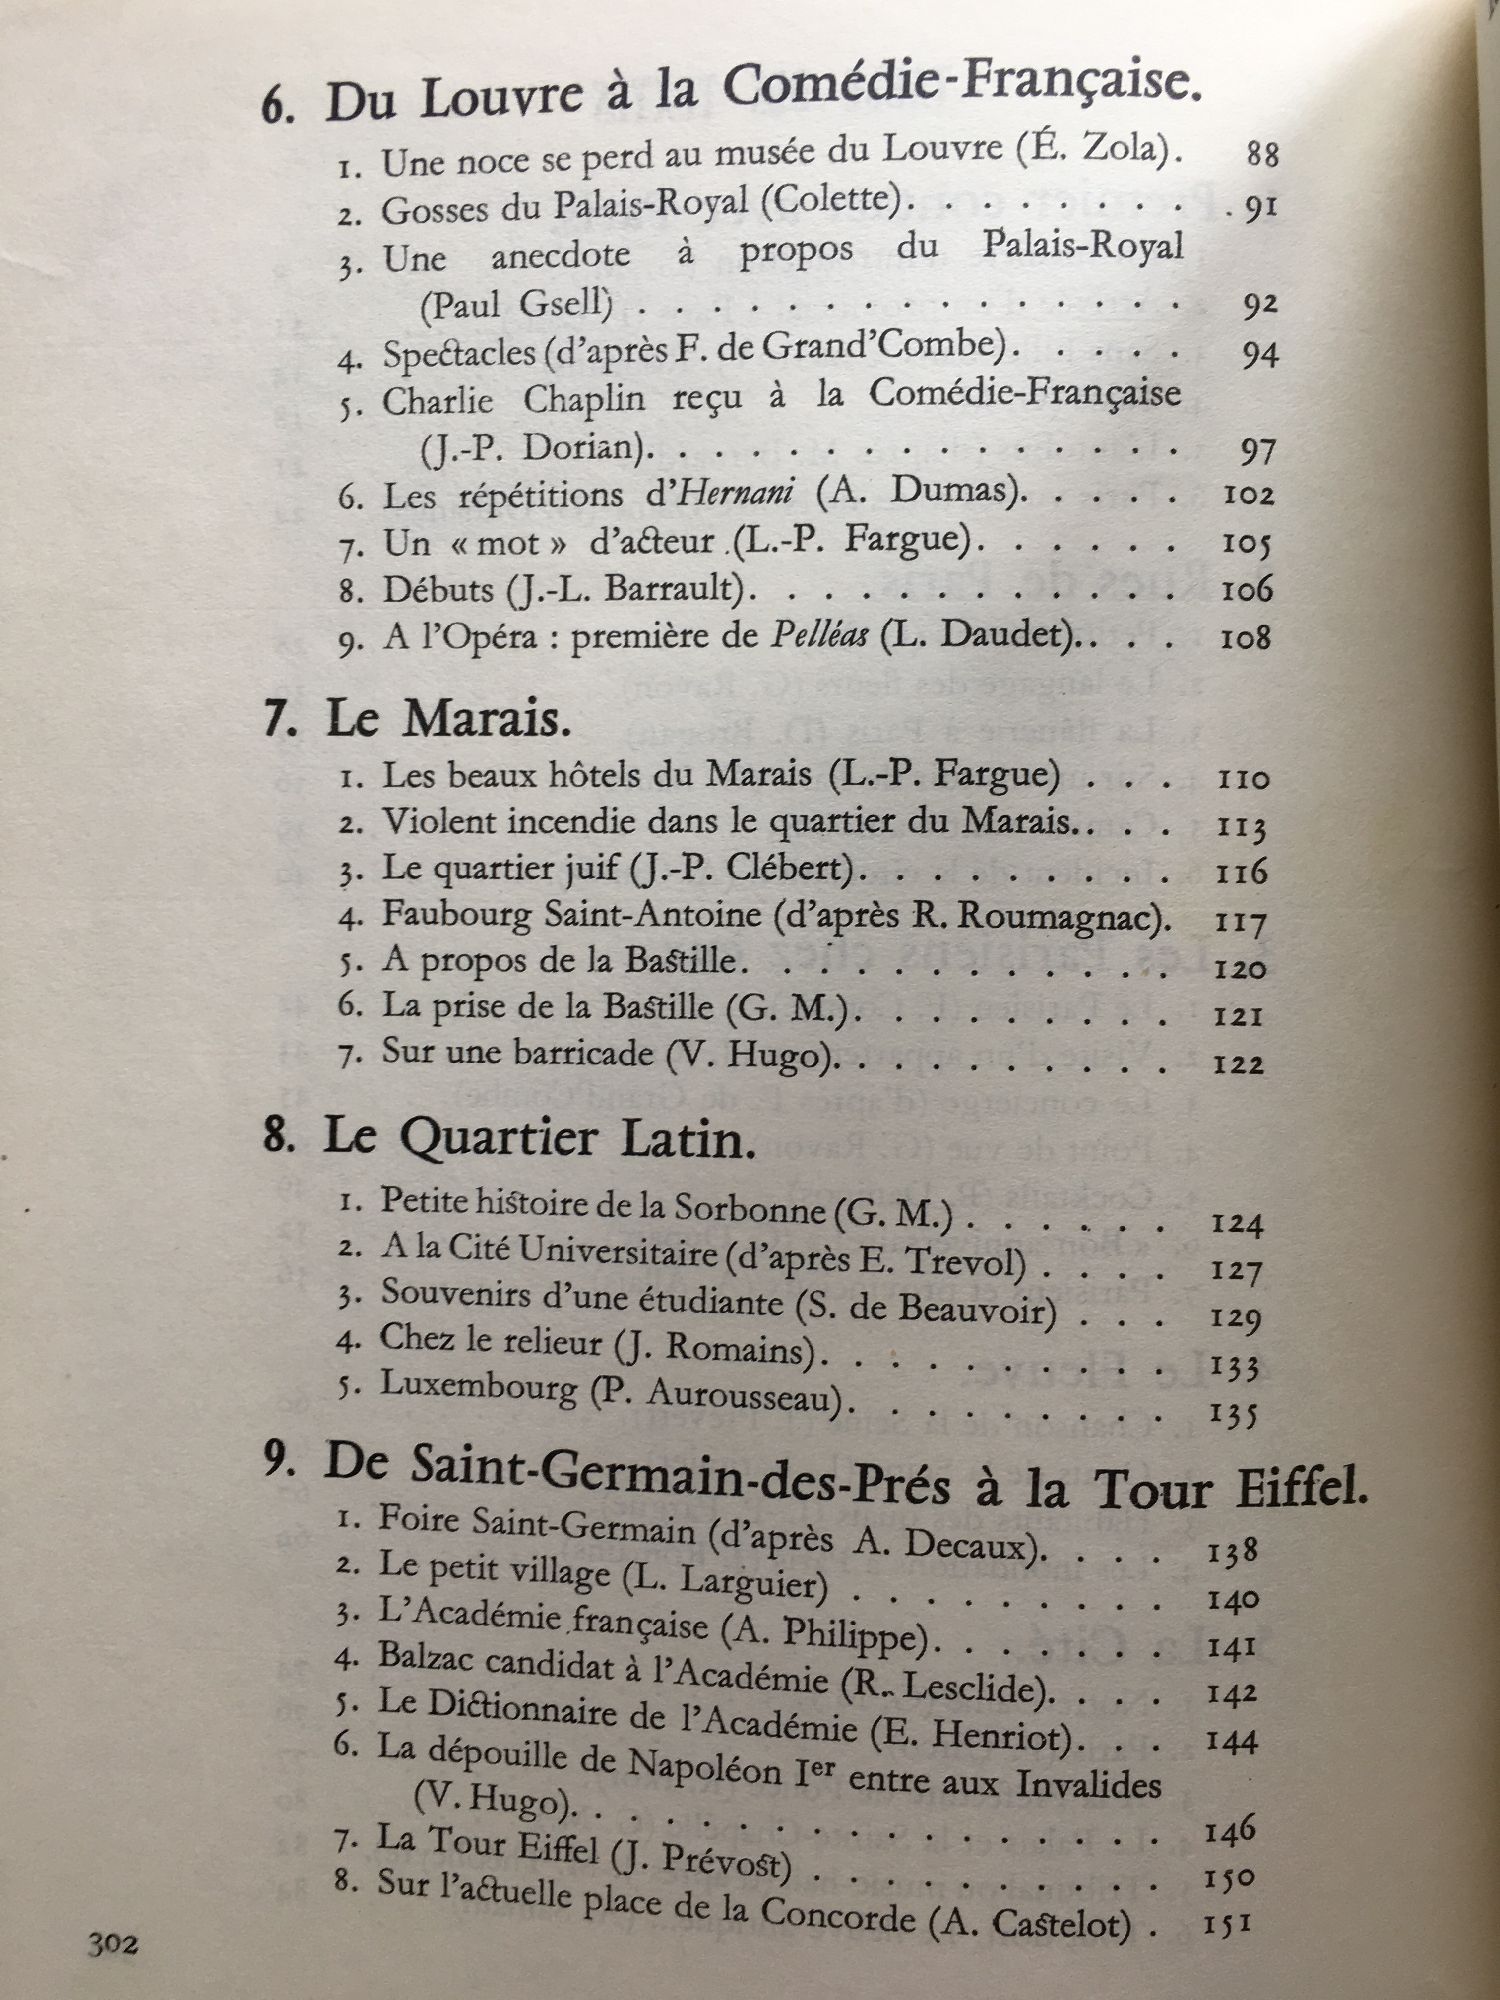 6. Du Louvre à la Comédie-Française.
1. Une noce se perd au musée du Louvre (É. Zola). 88
2. Gosses du Palais-Royal (Colette). . . . . . . . . 91
3. Une anecdote à propos du Palais-Royal
(Paul Gsell) . . . . . . . . . . . . . . . 92
4. Spectacles (d'après F. de Grand'Combe). . . . . . 94
5. Charlie Chaplin reçu à la Comédie-Française
(J.-P. Dorian). . . . . . . . . . . . . . . 97
6. Les répétitions d'Hernani (A. Dumas). . . . . 102
7. Un « mot » d'acteur (L.-P. Fargue). . . . . . . 105
8. Débuts (J.-L. Barrault). . . . . . . . . . . . . 106
9. A l'Opéra : première de Pelléas (L. Daudet).. . . 108
7. Le Marais.
1. Les beaux hôtels du Marais (L.-P. Fargue) . . . 110
2. Violent incendie dans le quartier du Marais.. . . 113
3. Le quartier juif (J.-P. Clébert). . . . . . . . . . 116
4. Faubourg Saint-Antoine (d'après R. Roumagnac). 117
5. A propos de la Bastille. . . . . . . . . . . . . 120
6. La prise de la Bastille (G. M.). . . . . . . . . . 121
7. Sur une barricade (V. Hugo). . . . . . . . . . . 122
8. Le Quartier Latin.
1. Petite histoire de la Sorbonne (G. M.) . . . . . . 124
2. A la Cité Universitaire (d'après E. Trevol) . . . . 127
3. Souvenirs d'une étudiante (S. de Beauvoir) . . . 129
4. Chez le relieur (J. Romains). . . . . . . . . . . 133
5. Luxembourg (P. Aurousseau). . . . . . . . . . 135
9. De Saint-Germain-des-Prés à la Tour Eiffel.
1. Foire Saint-Germain (d'après A. Decaux). . . . 138
2. Le petit village (L. Larguier) . . . . . . . . . 140
3. L'Académie française (A. Philippe). . . . . . . 141
4. Balzac candidat à l'Académie (R. Lesclide). . . . 142
5. Le Dictionnaire de l'Académie (E. Henriot). . . 144
6. La dépouille de Napoléon Ier entre aux Invalides
(V. Hugo). . . . . . . . . . . . . . . . . 146
7. La Tour Eiffel (J. Prévost) . . . . . . . . . . 150
8. Sur l'actuelle place de la Concorde (A. Castelot) . 151
302